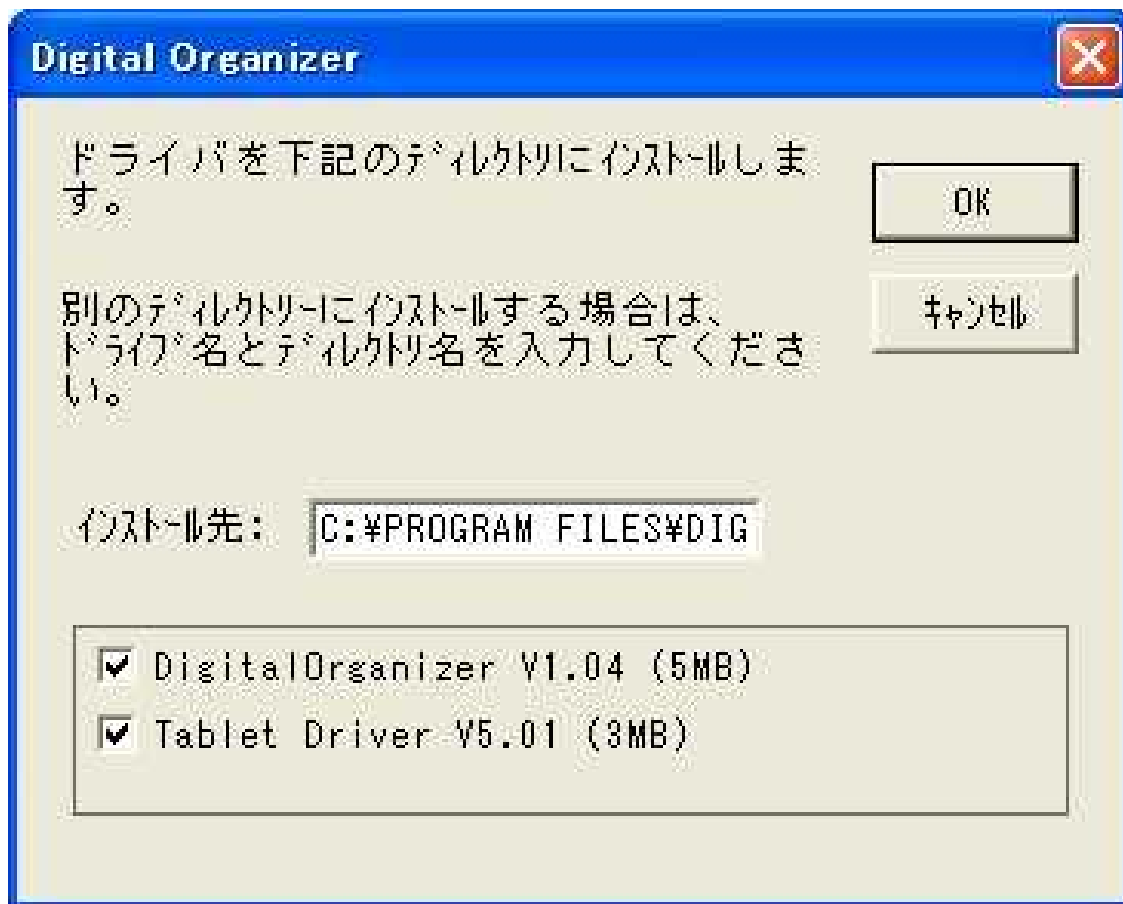 Digital Organizer
ドライバを下記のﾃﾞｨﾚｸﾄﾘにｲﾝｽﾄｰﾙしま
す。
OK
別のﾃﾞｨﾚｸﾄﾘｰにｲﾝｽﾄｰﾙする場合は、
ﾄﾞﾗｲﾌﾞ名とﾃﾞｨﾚｸﾄﾘ名を入力してくださ
い。
ｷｬﾝｾﾙ
ｲﾝｽﾄｰﾙ先：
C:¥PROGRAM FILES¥DIG
DigitalOrganizer V1.04 (5MB)
Tablet Driver V5.01 (3MB)